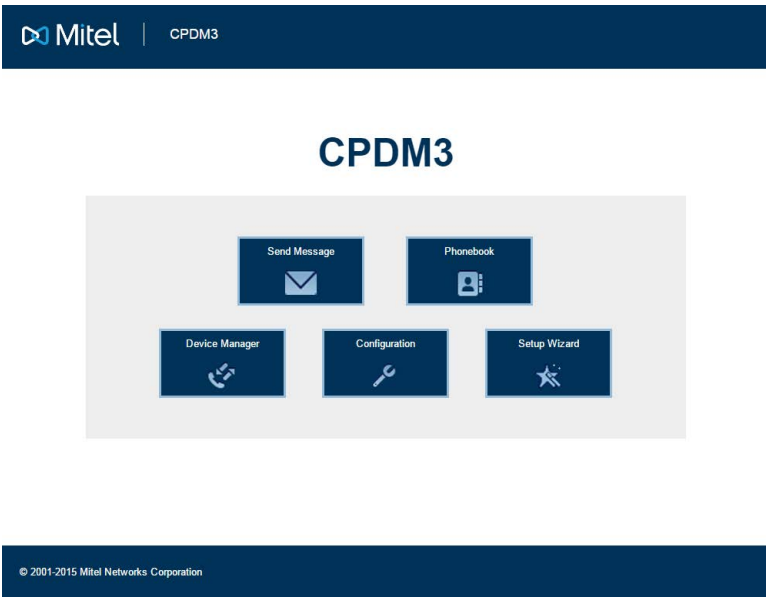 Mitel | CPDM3
CPDM3
Send Message Phonebook
Device Manager Configuration Setup Wizard
© 2001-2015 Mitel Networks Corporation